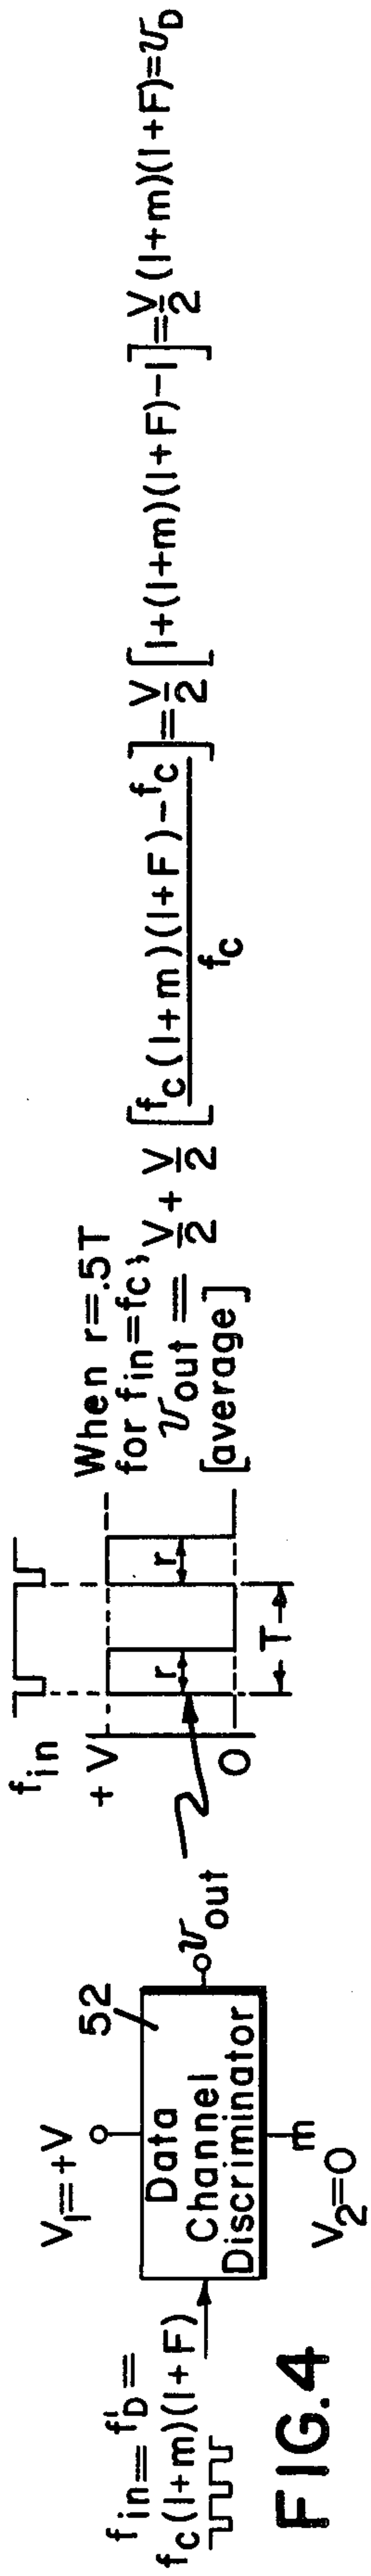 f_in = f'_D =
f_c(1+m)(1+F)
V_1=+V
52
Data
Channel
Discriminator
m
V_2=0
v_out
f_in
+V
0
r
r
T
When r=.5T
for f_in=f_c;
v_out = V/2 + V/2 [f_c(1+m)(1+F)-f_c / f_c] = V/2 [1+(1+m)(1+F)-1] = V/2 (1+m)(1+F)=v_D
[average]
FIG.4